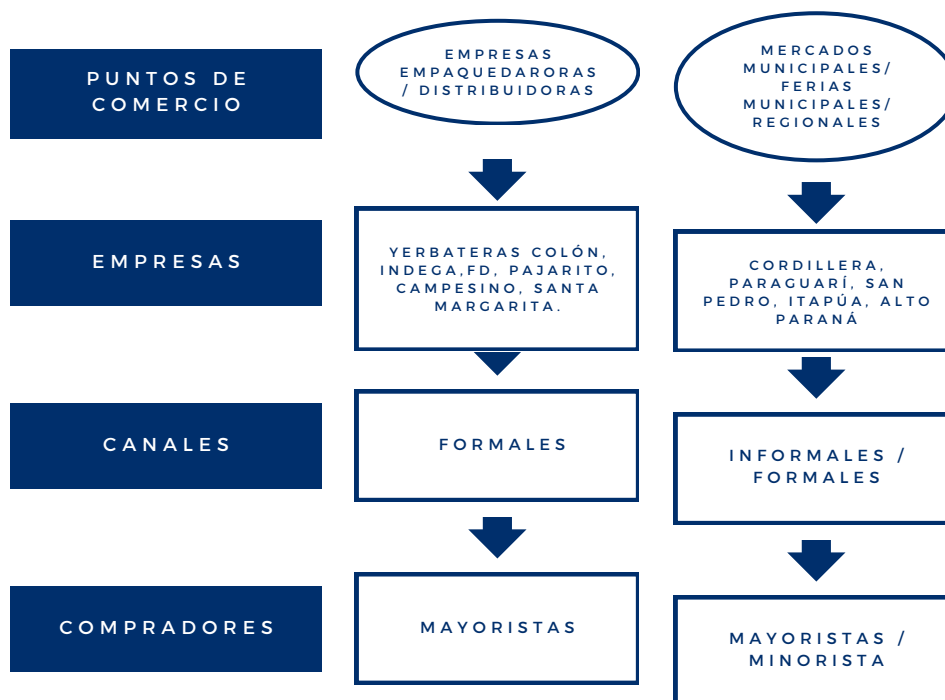 PUNTOS DE
COMERCIO
EMPRESAS
EMPAQUEDARORAS
/ DISTRIBUIDORAS
MERCADOS
MUNICIPALES/
FERIAS
MUNICIPALES/
REGIONALES
EMPRESAS
YERBATERAS COLÓN,
INDEGA,FD, PAJARITO,
CAMPESINO, SANTA
MARGARITA.
CORDILLERA,
PARAGUARÍ, SAN
PEDRO, ITAPÚA, ALTO
PARANÁ
CANALES
FORMALES
INFORMALES /
FORMALES
COMPRADORES
MAYORISTAS
MAYORISTAS /
MINORISTA